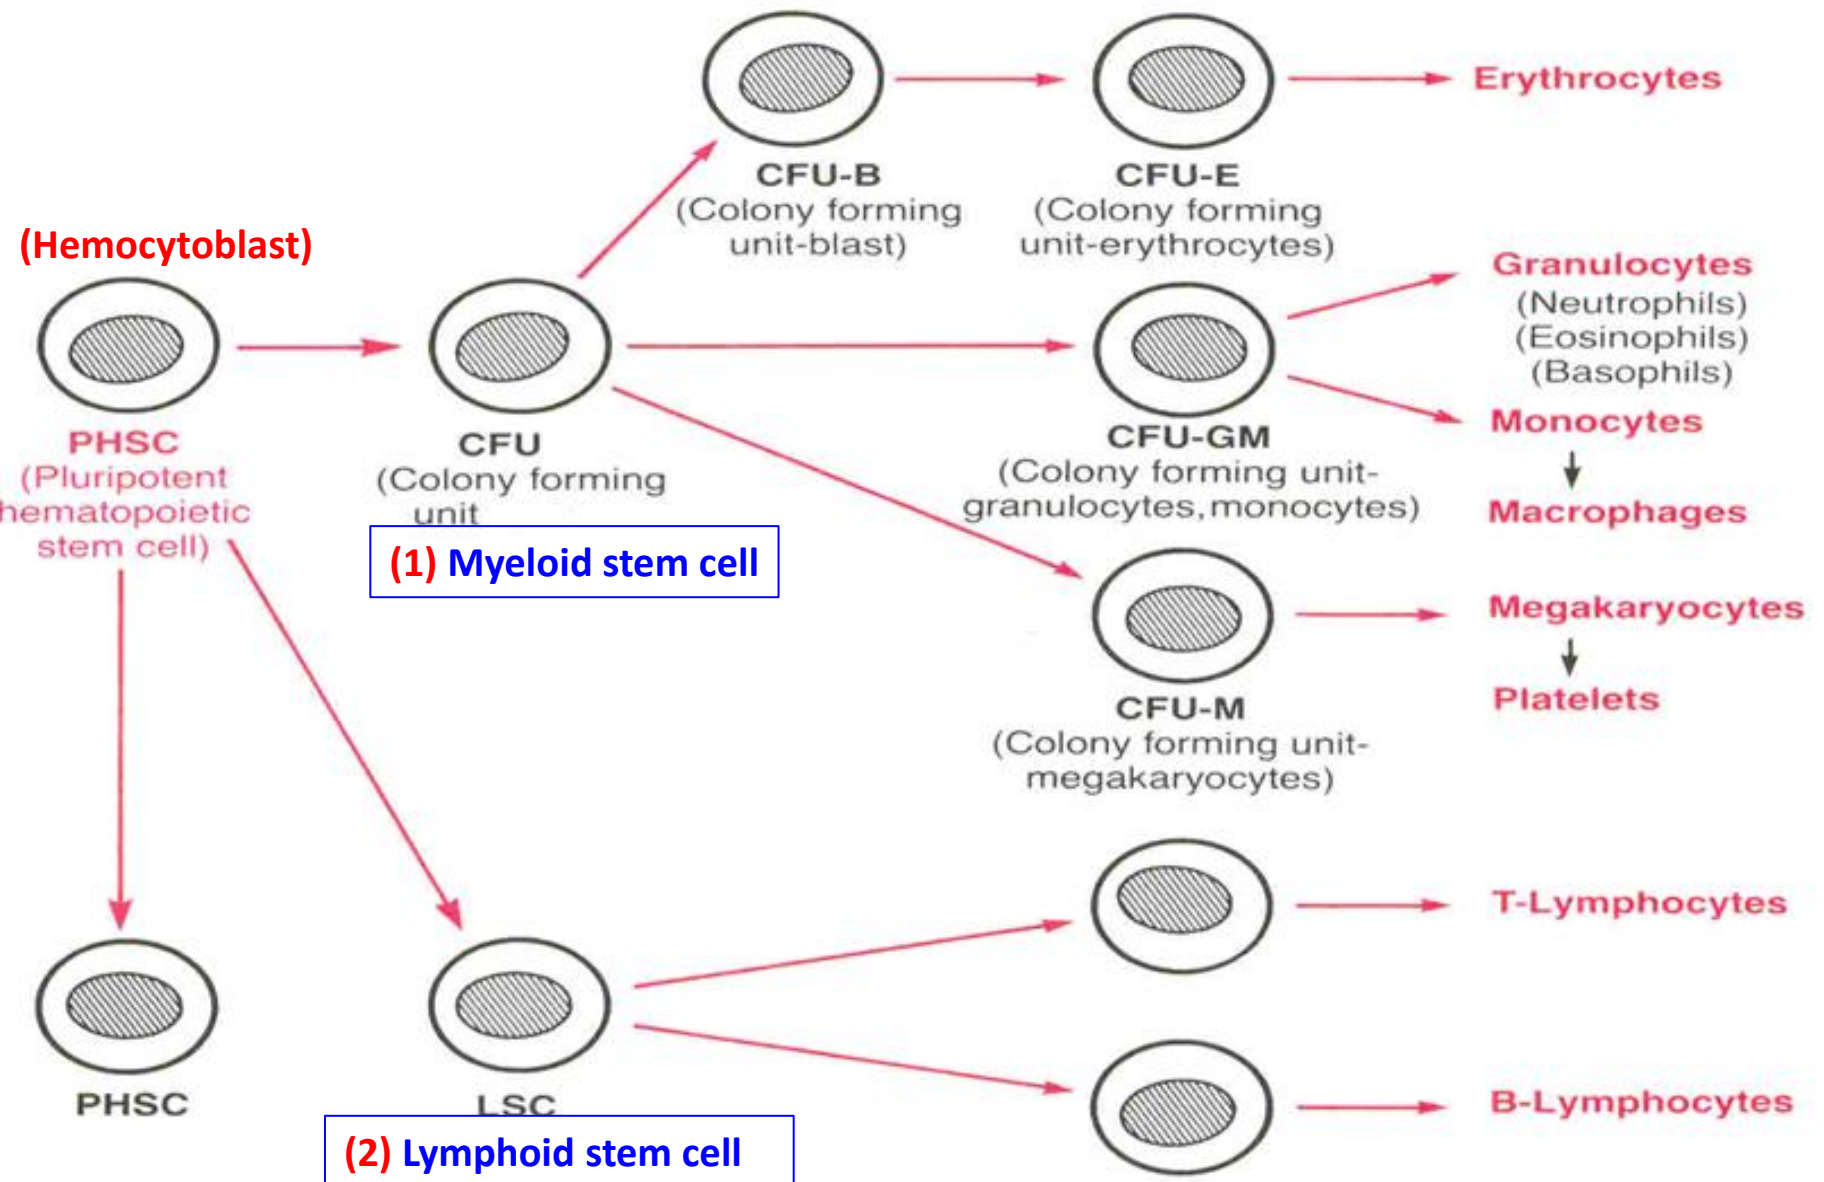 CFU-B
(Colony forming
unit-blast)
CFU-E
(Colony forming
unit-erythrocytes)
Erythrocytes
(Hemocytoblast)
PHSC
(Pluripotent
hematopoietic
stem cell)
CFU
(Colony forming
unit
(1) Myeloid stem cell
CFU-GM
(Colony forming unit-
granulocytes,monocytes)
Granulocytes
(Neutrophils)
(Eosinophils)
(Basophils)
Monocytes
Macrophages
CFU-M
(Colony forming unit-
megakaryocytes)
Megakaryocytes
Platelets
PHSC
LSC
(2) Lymphoid stem cell
T-Lymphocytes
B-Lymphocytes